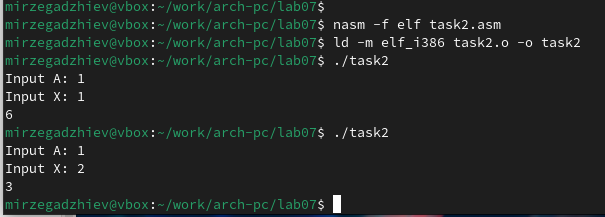 mirzegadzhiev@vbox:~/work/arch-pc/lab07$
mirzegadzhiev@vbox:~/work/arch-pc/lab07$ nasm -f elf task2.asm
mirzegadzhiev@vbox:~/work/arch-pc/lab07$ ld -m elf_i386 task2.o -o task2
mirzegadzhiev@vbox:~/work/arch-pc/lab07$ ./task2
Input A: 1
Input X: 1
6
mirzegadzhiev@vbox:~/work/arch-pc/lab07$ ./task2
Input A: 1
Input X: 2
3
mirzegadzhiev@vbox:~/work/arch-pc/lab07$